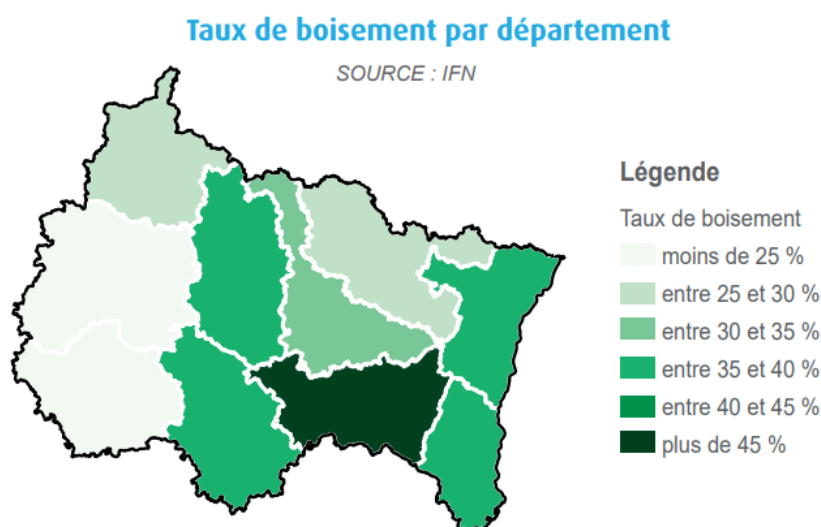 Taux de boisement par département
SOURCE : IFN
Légende
Taux de boisement
moins de 25 %
entre 25 et 30 %
entre 30 et 35 %
entre 35 et 40 %
entre 40 et 45 %
plus de 45 %